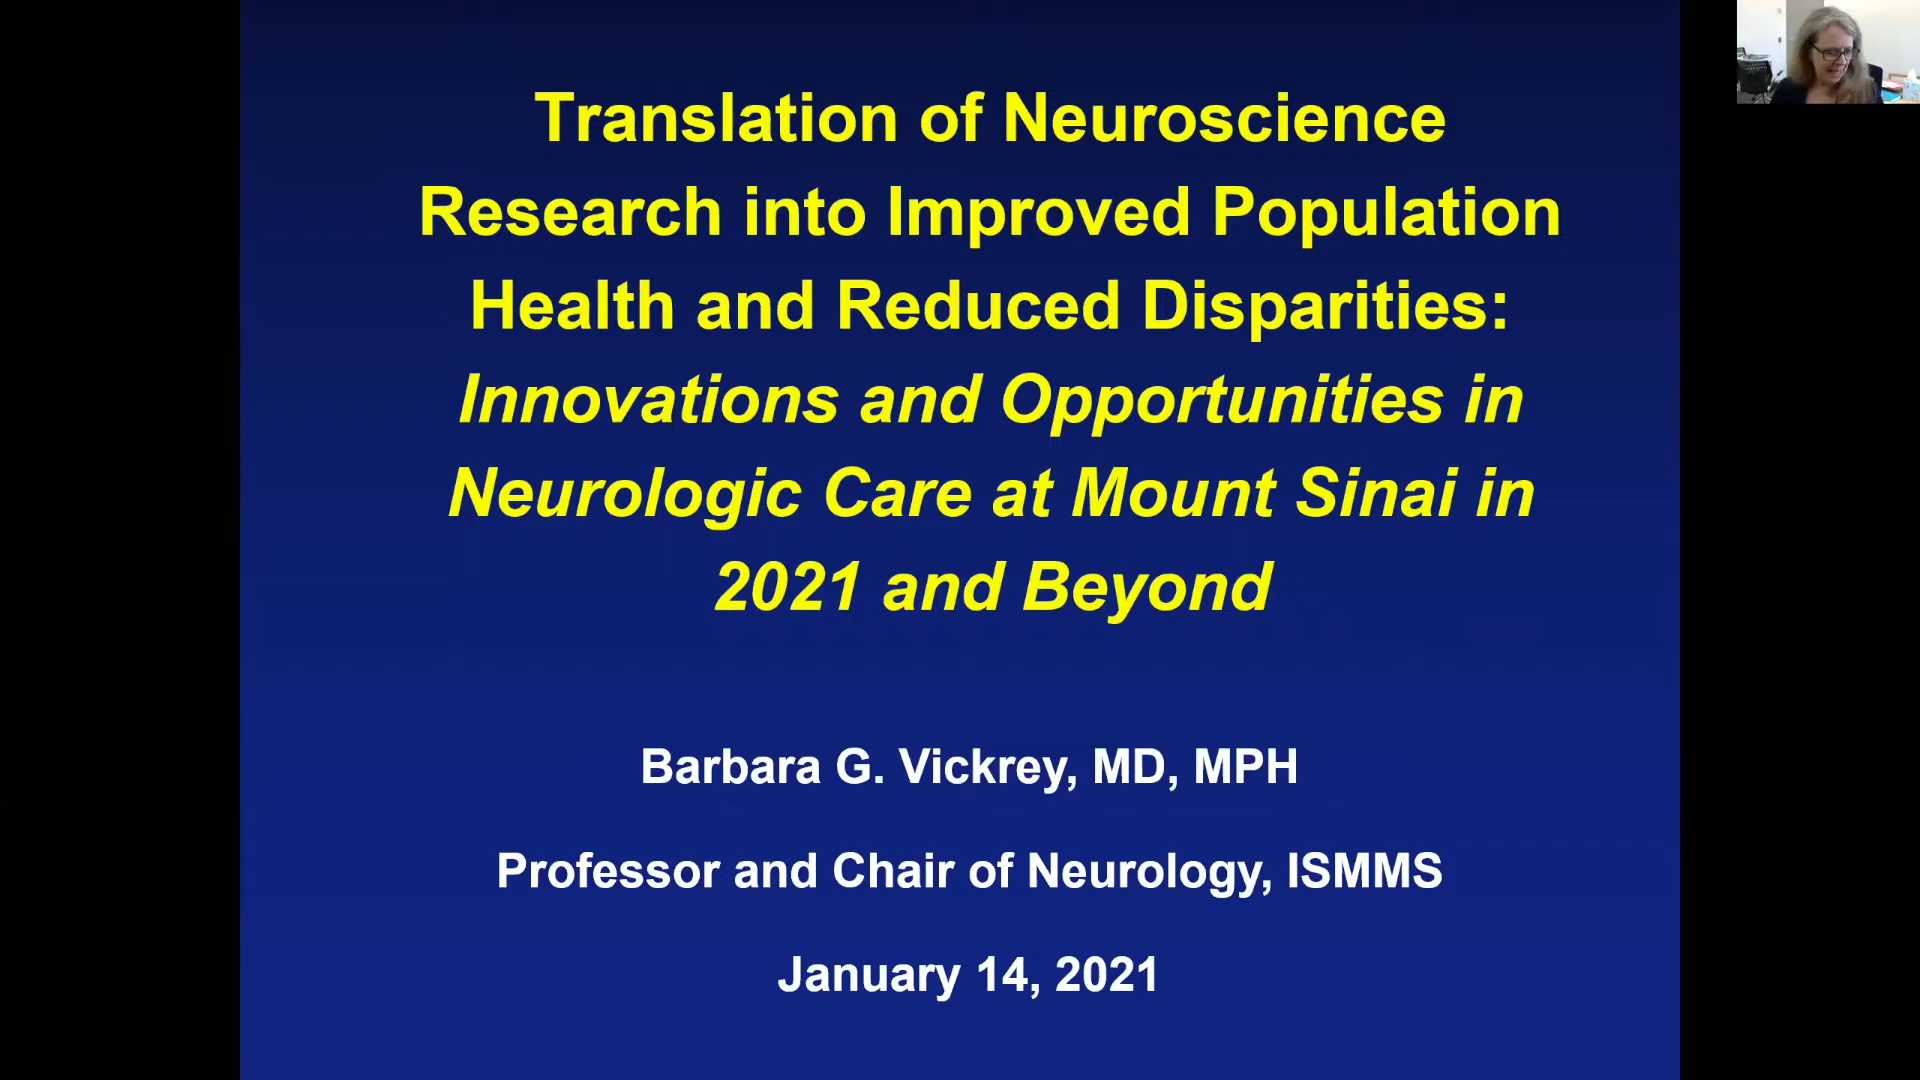 Translation of Neuroscience
Research into Improved Population
Health and Reduced Disparities:
Innovations and Opportunities in
Neurologic Care at Mount Sinai in
2021 and Beyond
Barbara G. Vickrey, MD, MPH
Professor and Chair of Neurology, ISMMS
January 14, 2021